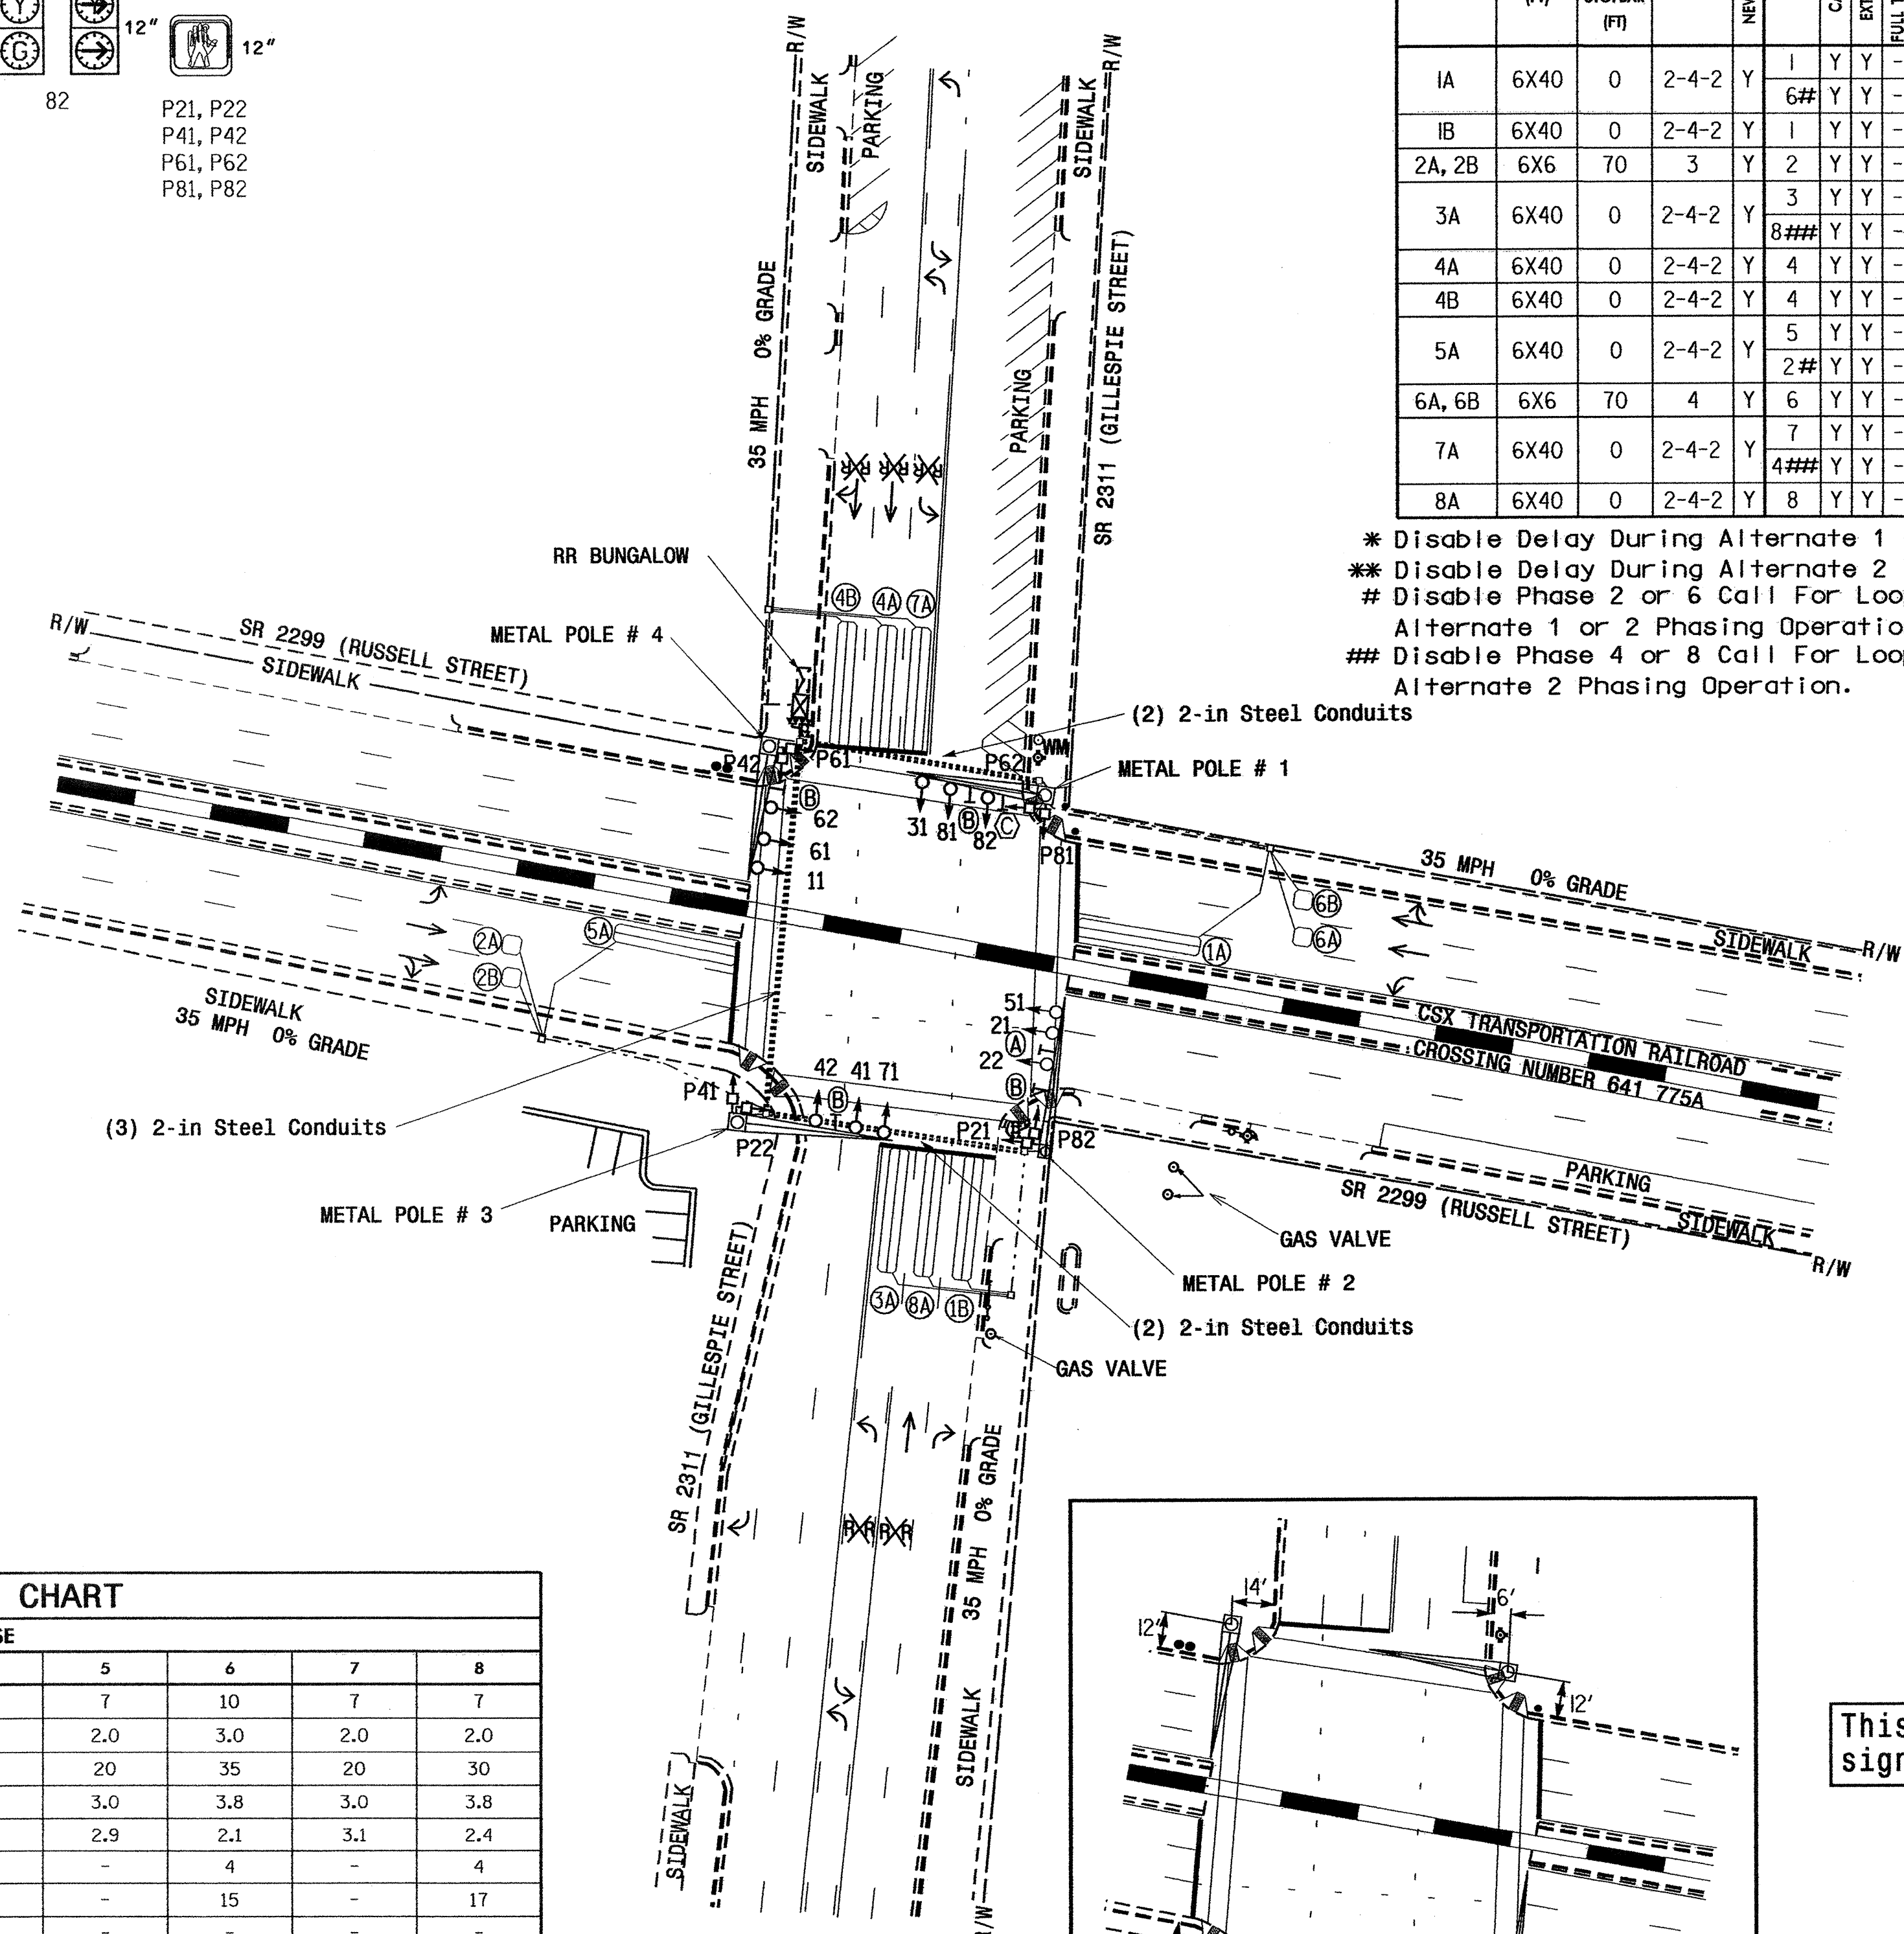 Y
G
12"
12"
82
P21, P22
P41, P42
P61, P62
P81, P82
(FT)
(FT)
1A 6X40 0 2-4-2 Y 1 Y Y -
6# Y Y -
1B 6X40 0 2-4-2 Y 1 Y Y -
2A, 2B 6X6 70 3 Y 2 Y Y -
3A 6X40 0 2-4-2 Y 3 Y Y -
8## Y Y -
4A 6X40 0 2-4-2 Y 4 Y Y -
4B 6X40 0 2-4-2 Y 4 Y Y -
5A 6X40 0 2-4-2 Y 5 Y Y -
2# Y Y -
6A, 6B 6X6 70 4 Y 6 Y Y -
7A 6X40 0 2-4-2 Y 7 Y Y -
4## Y Y -
8A 6X40 0 2-4-2 Y 8 Y Y -
* Disable Delay During Alternate 1
** Disable Delay During Alternate 2
# Disable Phase 2 or 6 Call For Loo
Alternate 1 or 2 Phasing Operatio
## Disable Phase 4 or 8 Call For Loo
Alternate 2 Phasing Operation.
R/W
SIDEWALK
PARKING
35 MPH 0% GRADE
SIDEWALK
R/W
PARKING
SR 2311 (GILLESPIE STREET)
R R
R R
R R
RR BUNGALOW
METAL POLE # 4
4B
4A
7A
R/W
SR 2299 (RUSSELL STREET)
SIDEWALK
(2) 2-in Steel Conduits
METAL POLE # 1
P42
P61
P62
WM
B
62
61
11
31
81
B
82
C
P81
35 MPH 0% GRADE
6B
6A
1A
SIDEWALK
R/W
2A
5A
2B
SIDEWALK
35 MPH 0% GRADE
CSX TRANSPORTATION RAILROAD
CROSSING NUMBER 641 775A
51
21
A
22
B
42
41
71
B
P41
P22
P21
P82
(3) 2-in Steel Conduits
METAL POLE # 3
PARKING
PARKING
SR 2299 (RUSSELL STREET)
SIDEWALK
R/W
GAS VALVE
METAL POLE # 2
(2) 2-in Steel Conduits
GAS VALVE
3A
8A
1B
SR 2311 (GILLESPIE STREET)
R R
R R
35 MPH 0% GRADE
SIDEWALK
SIDEWALK
R/W
CHART
SE
5 6 7 8
7 10 7 7
2.0 3.0 2.0 2.0
20 35 20 30
3.0 3.8 3.0 3.8
2.9 2.1 3.1 2.4
- 4 - 4
- 15 - 17
- - - -
14'
12'
6'
12'
This
sign